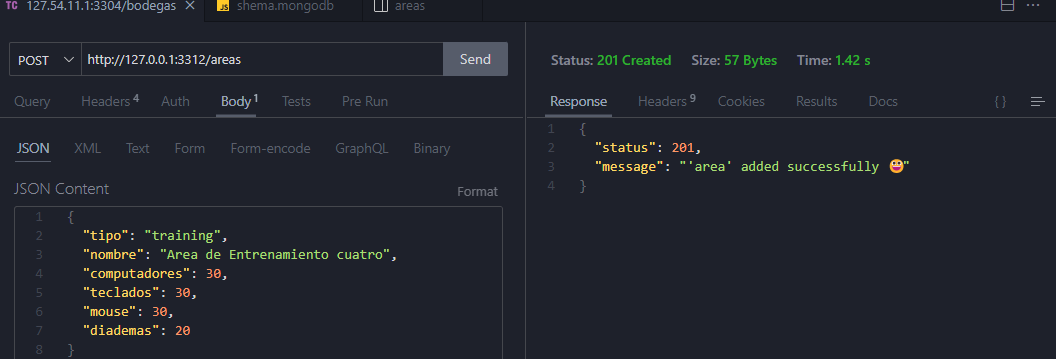 TC 127.54.11.1:3304/bodegas × JS shema.mongodb areas ...
POST http://127.0.0.1:3312/areas Send
Query Headers 4 Auth Body 1 Tests Pre Run
JSON XML Text Form Form-encode GraphQL Binary
JSON Content Format
1 {
2 "tipo": "training",
3 "nombre": "Area de Entrenamiento cuatro",
4 "computadores": 30,
5 "teclados": 30,
6 "mouse": 30,
7 "diademas": 20
8 }
Status: 201 Created Size: 57 Bytes Time: 1.42 s
Response Headers 9 Cookies Results Docs { }
1 {
2 "status": 201,
3 "message": "'area' added successfully 😀"
4 }